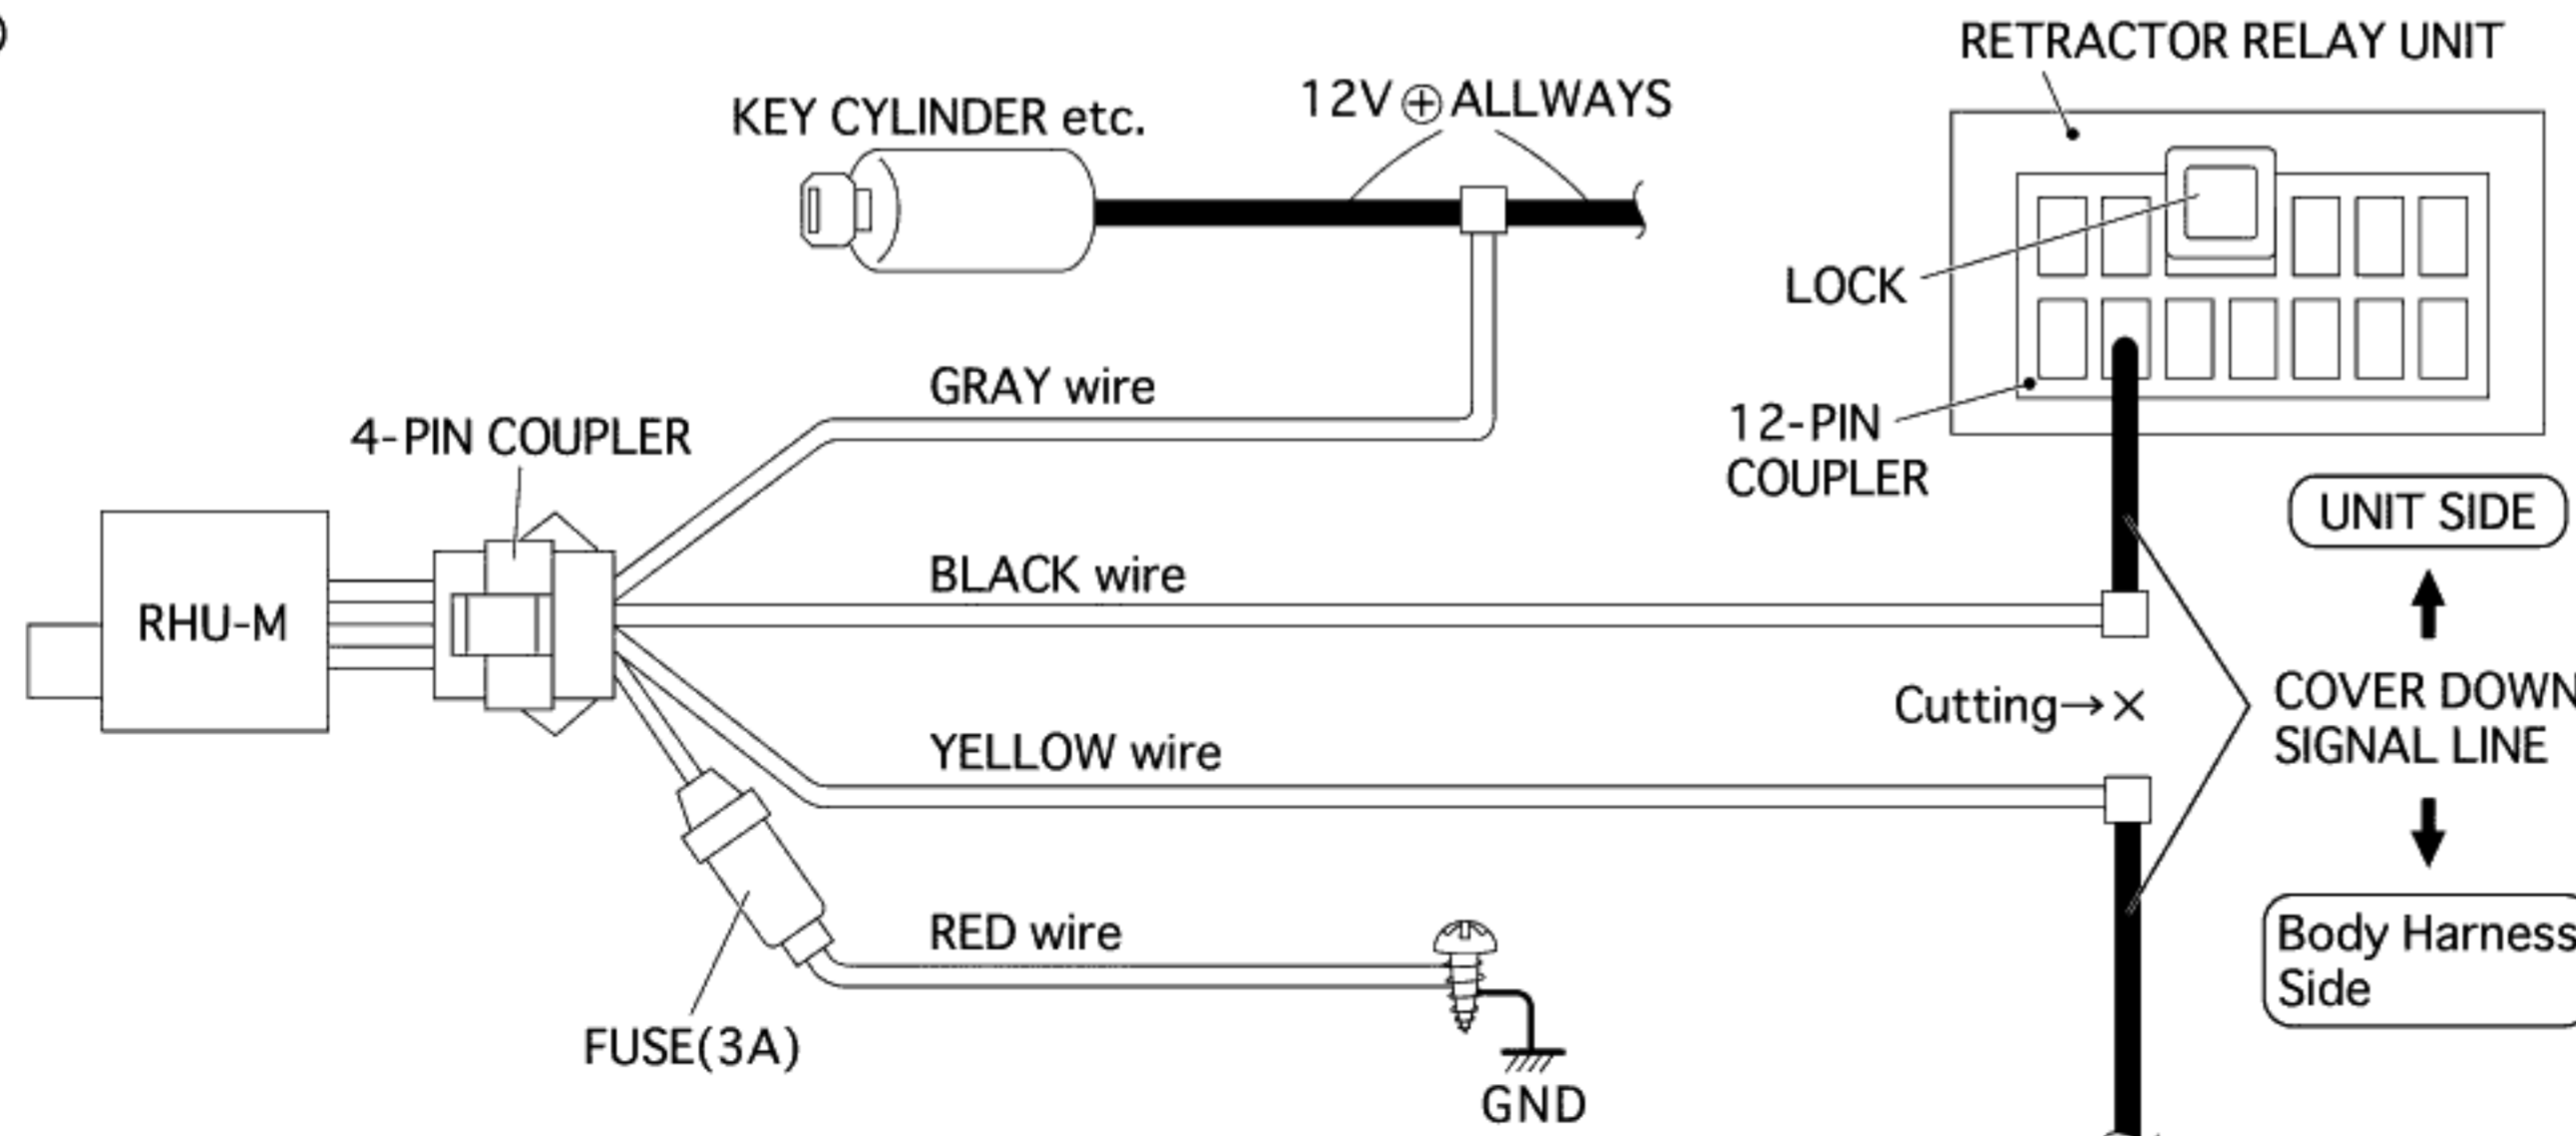 RETRACTOR RELAY UNIT
KEY CYLINDER etc.
12V⊕ALLWAYS
LOCK
GRAY wire
4-PIN COUPLER
12-PIN
COUPLER
UNIT SIDE
BLACK wire
RHU-M
Cutting→×
COVER DOWN
SIGNAL LINE
YELLOW wire
RED wire
Body Harness
Side
FUSE(3A)
GND